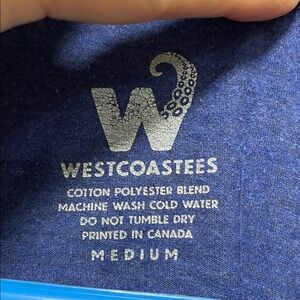 W
WESTCOASTEES
COTTON POLYESTER BLEND
MACHINE WASH COLD WATER
DO NOT TUMBLE DRY
PRINTED IN CANADA
MEDIUM